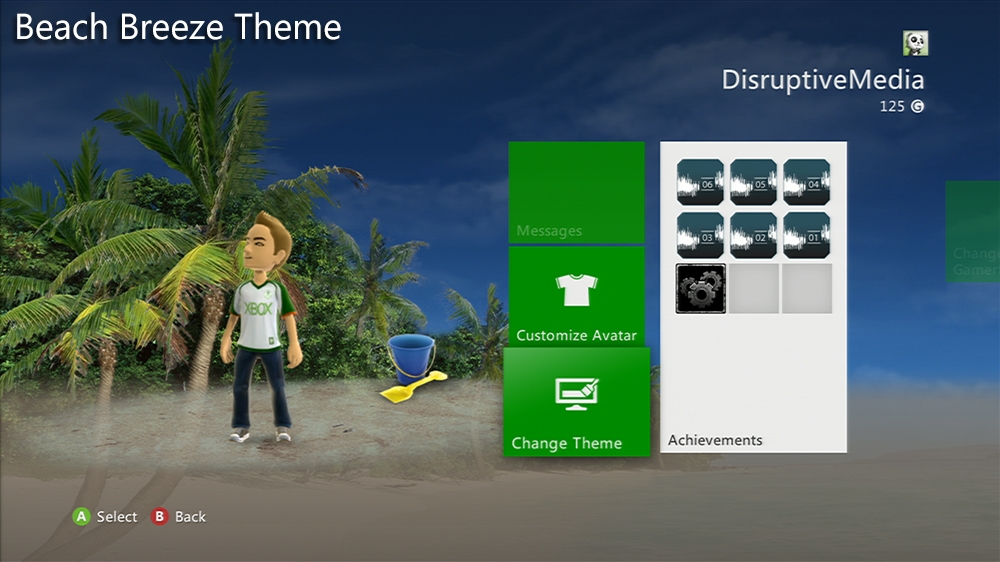 Beach Breeze Theme
DisruptiveMedia
125 G
Messages
06 05 04
03 02 01
Customize Avatar
XBOX
Change Theme
Achievements
Change
A Select B Back